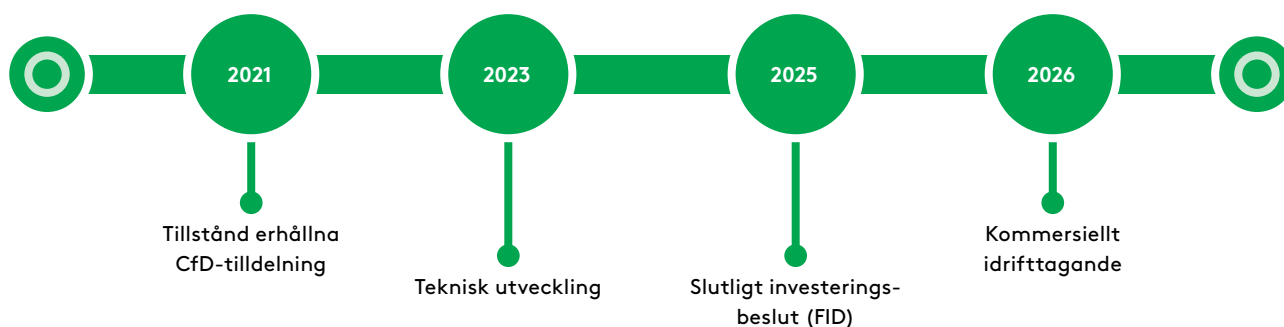 2021
2023
2025
2026
Tillstånd erhållna
CfD-tilldelning
Teknisk utveckling
Slutligt investerings-
beslut (FID)
Kommersiellt
idrifttagande